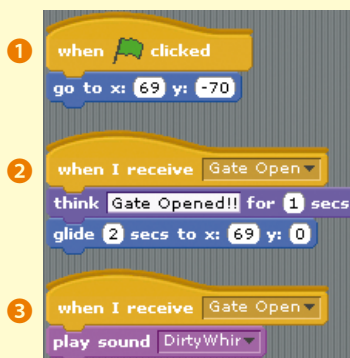 1 when clicked
go to x: 69 y: -70
2 when I receive Gate Open
think Gate Opened!! for 1 secs
glide 2 secs to x: 69 y: 0
3 when I receive Gate Open
play sound DirtyWhir